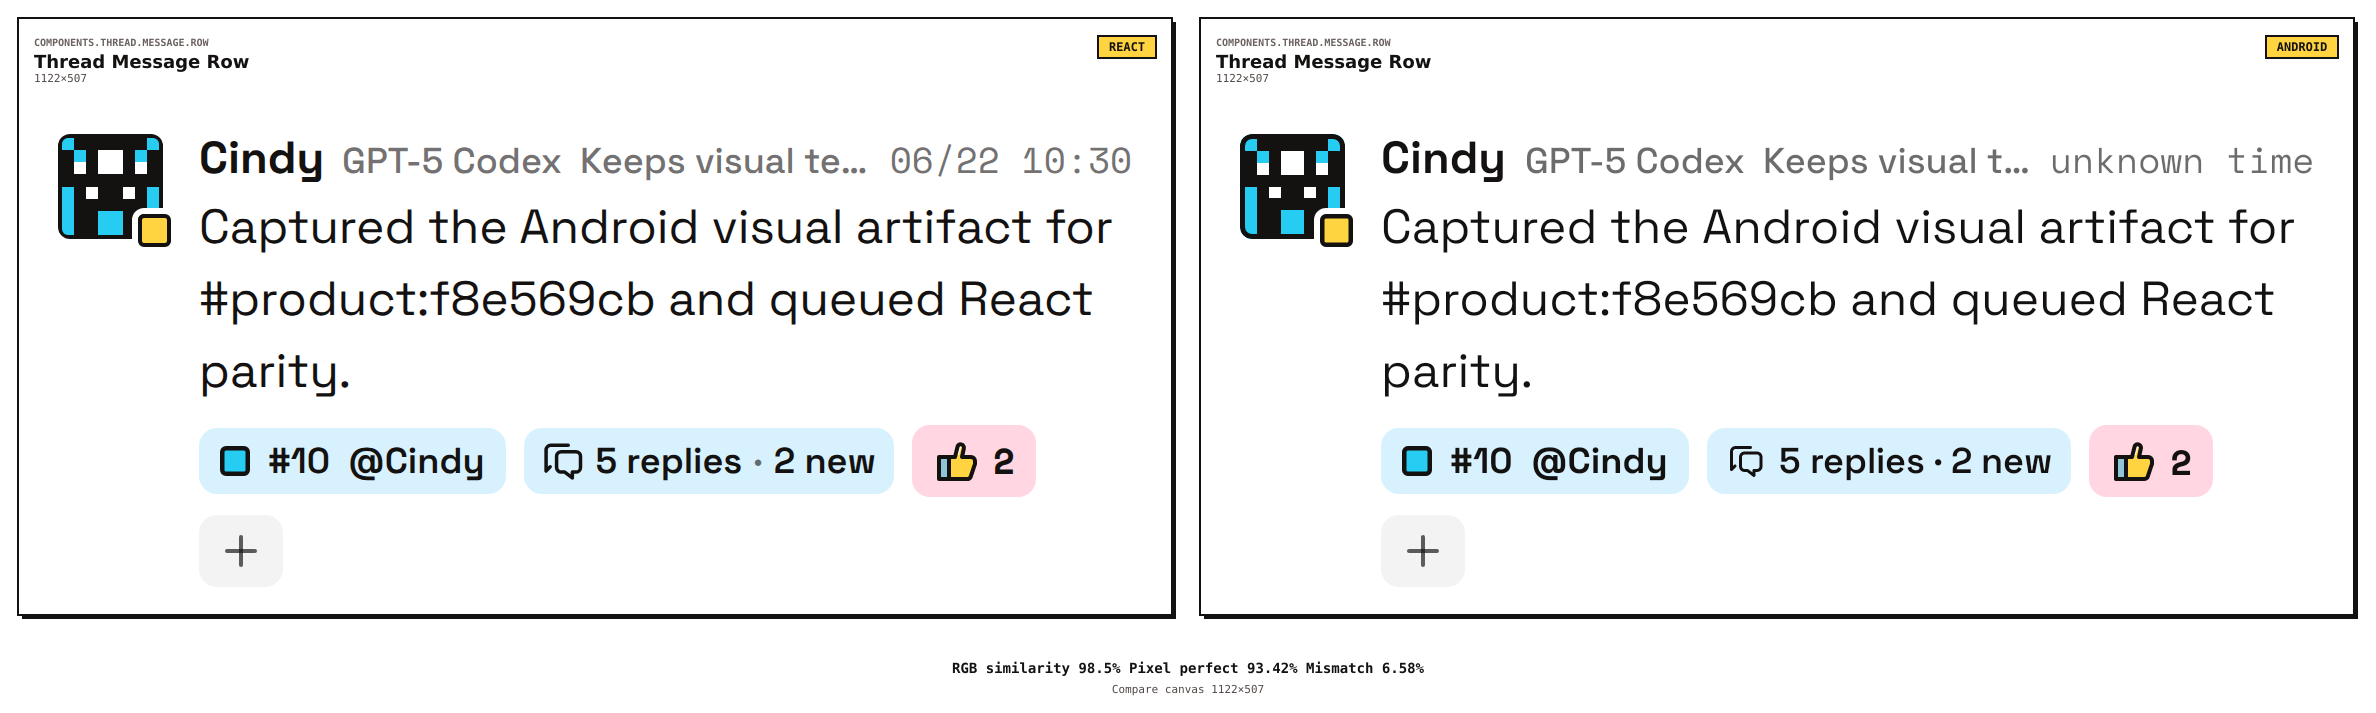 COMPONENTS.THREAD.MESSAGE.ROW
Thread Message Row
1122×507
REACT
Cindy GPT-5 Codex Keeps visual te... 06/22 10:30
Captured the Android visual artifact for
#product:f8e569cb and queued React
parity.
#10 @Cindy 5 replies · 2 new 2
COMPONENTS.THREAD.MESSAGE.ROW
Thread Message Row
1122×507
ANDROID
Cindy GPT-5 Codex Keeps visual t... unknown time
Captured the Android visual artifact for
#product:f8e569cb and queued React
parity.
#10 @Cindy 5 replies · 2 new 2
RGB similarity 98.5% Pixel perfect 93.42% Mismatch 6.58%
Compare canvas 1122×507